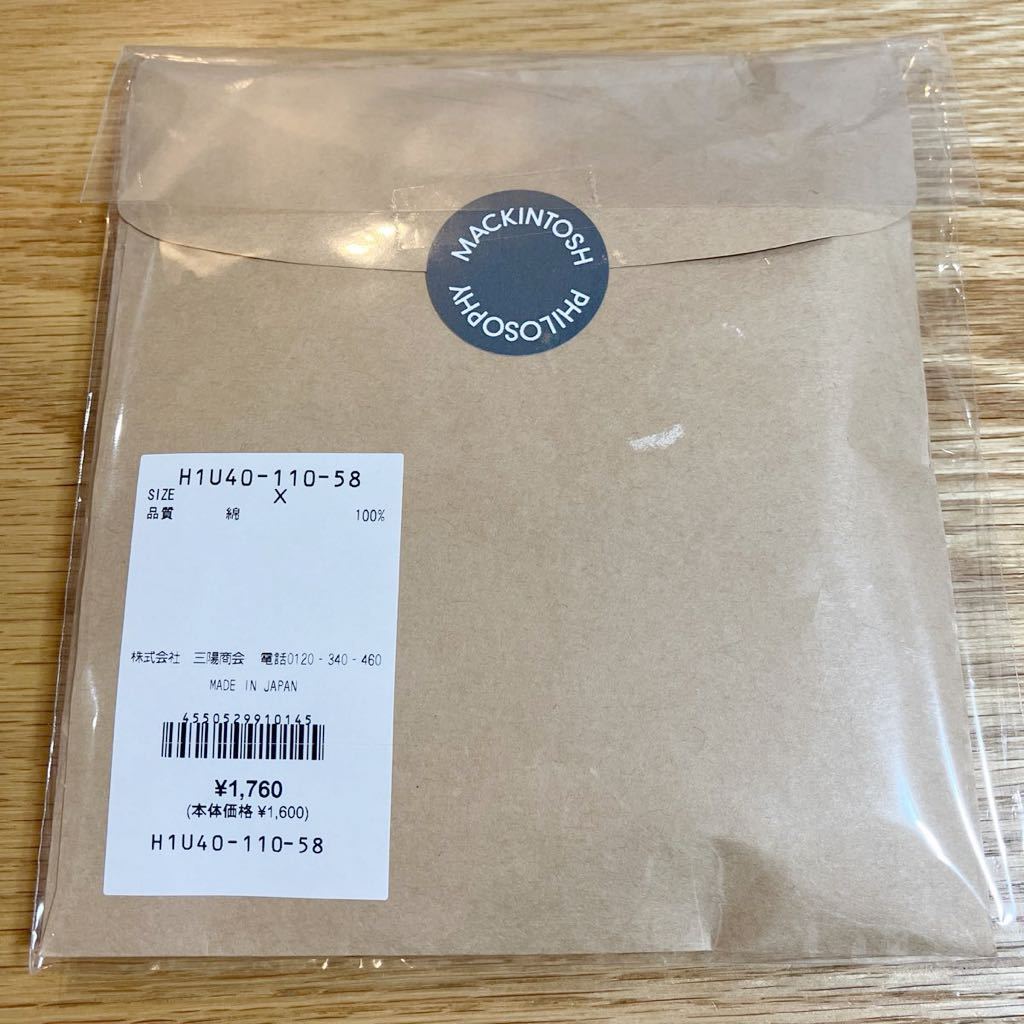 MACKINTOSH
PHILOSOPHY
H1U40-110-58
SIZE X
品質 綿 100%
株式会社 三陽商会 電話0120-340-460
MADE IN JAPAN
4550529910145
¥1,760
(本体価格 ¥1,600)
H1U40-110-58